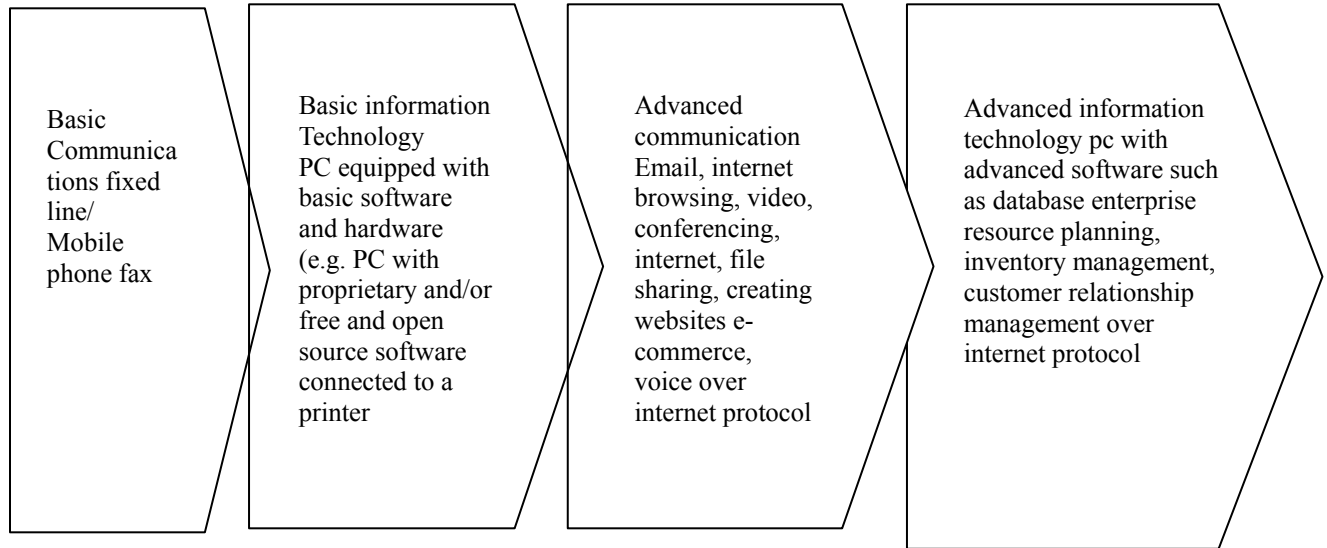 Basic
Communica
tions fixed
line/
Mobile
phone fax
Basic information
Technology
PC equipped with
basic software
and hardware
(e.g. PC with
proprietary and/or
free and open
source software
connected to a
printer
Advanced
communication
Email, internet
browsing, video,
conferencing,
internet, file
sharing, creating
websites e-
commerce,
voice over
internet protocol
Advanced information
technology pc with
advanced software such
as database enterprise
resource planning,
inventory management,
customer relationship
management over
internet protocol